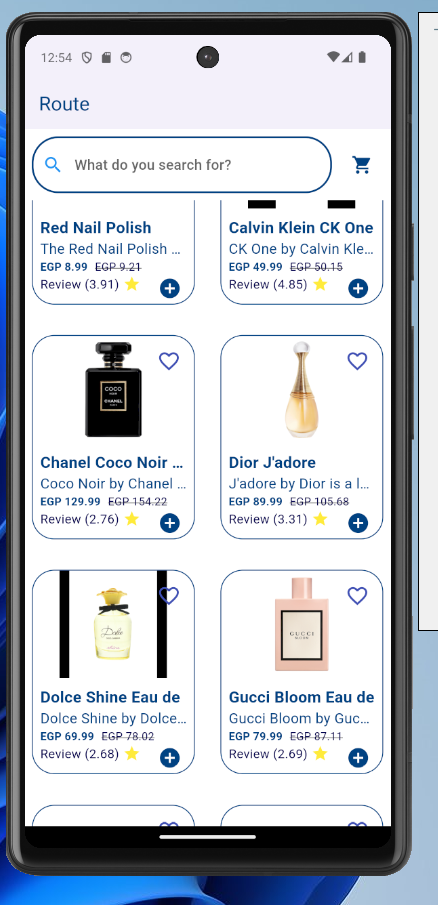 12:54
Route
What do you search for?
Red Nail Polish
The Red Nail Polish ...
EGP 8.99 EGP 9.21
Review (3.91)
Calvin Klein CK One
CK One by Calvin Kle...
EGP 49.99 EGP 50.15
Review (4.85)
COCO
NOIR
CHANEL
Chanel Coco Noir ...
Coco Noir by Chanel ...
EGP 129.99 EGP 154.22
Review (2.76)
Dior J'adore
J'adore by Dior is a l...
EGP 89.99 EGP 105.68
Review (3.31)
Dolce
Dolce Shine Eau de
Dolce Shine by Dolce...
EGP 69.99 EGP 78.02
Review (2.68)
GUCCI
BLOOM
Gucci Bloom Eau de
Gucci Bloom by Guc...
EGP 79.99 EGP 87.11
Review (2.69)